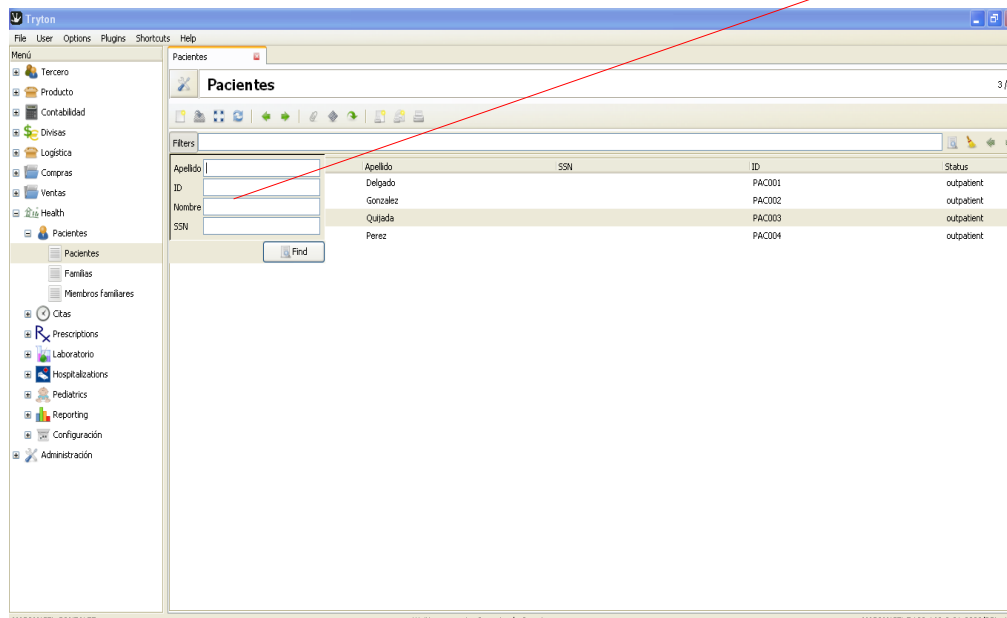 Tryton
File User Options Plugins Shortcuts Help
Menú
Tercero
Producto
Contabilidad
Divisas
Logística
Compras
Ventas
Health
Pacientes
Pacientes
Familias
Miembros familiares
Citas
Prescriptions
Laboratorio
Hospitalizations
Pediatrics
Reporting
Configuración
Administración
Pacientes
Pacientes
3/
Filters
Apellido
ID
Nombre
SSN
Find
Apellido SSN ID Status
Delgado PAC001 outpatient
Gonzalez PAC002 outpatient
Quijada PAC003 outpatient
Perez PAC004 outpatient